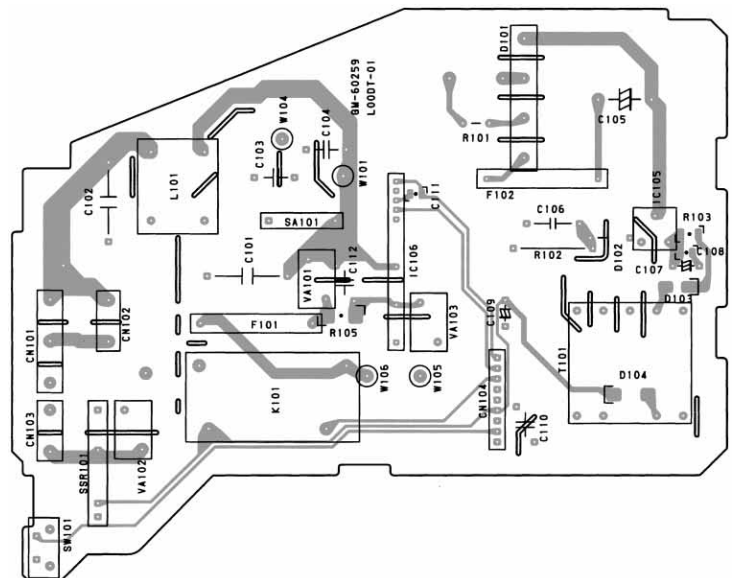 D101
BM-60259
L00DT-01
W104
C104
C103
W101
R101
C105
L101
C102
C111
F102
IC105
SA101
C106
R102
D102
R103
C108
C107
C101
C112
VA101
IC106
D103
CN101
CN102
F101
R105
VA103
C109
T101
D104
K101
W106
W105
CN104
C110
CN103
SSR101
VA102
SW101